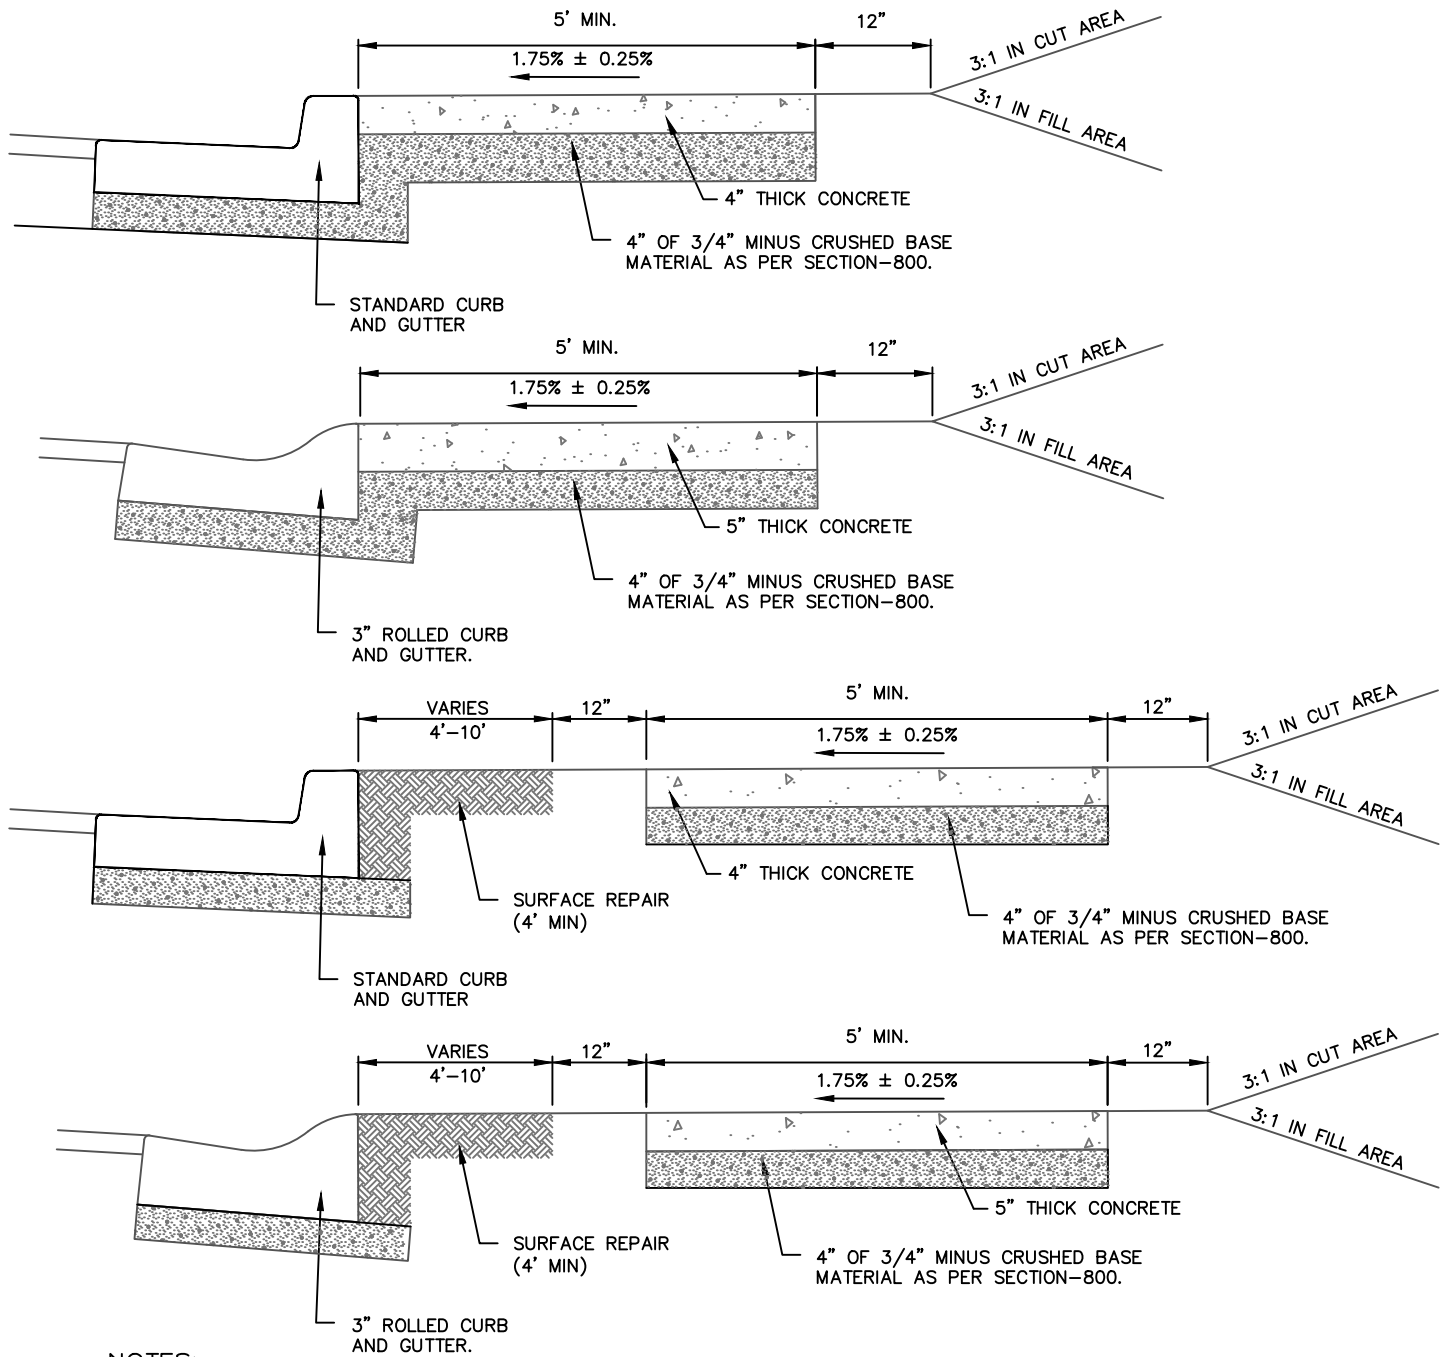 5' MIN.
12"
1.75% ± 0.25%
3:1 IN CUT AREA
3:1 IN FILL AREA
4" THICK CONCRETE
4" OF 3/4" MINUS CRUSHED BASE
MATERIAL AS PER SECTION-800.
STANDARD CURB
AND GUTTER
5' MIN.
12"
1.75% ± 0.25%
3:1 IN CUT AREA
3:1 IN FILL AREA
5" THICK CONCRETE
4" OF 3/4" MINUS CRUSHED BASE
MATERIAL AS PER SECTION-800.
3" ROLLED CURB
AND GUTTER.
VARIES
4'-10'
12"
5' MIN.
12"
1.75% ± 0.25%
3:1 IN CUT AREA
3:1 IN FILL AREA
4" THICK CONCRETE
SURFACE REPAIR
(4' MIN)
4" OF 3/4" MINUS CRUSHED BASE
MATERIAL AS PER SECTION-800.
STANDARD CURB
AND GUTTER
VARIES
4'-10'
12"
5' MIN.
12"
1.75% ± 0.25%
3:1 IN CUT AREA
3:1 IN FILL AREA
5" THICK CONCRETE
SURFACE REPAIR
(4' MIN)
4" OF 3/4" MINUS CRUSHED BASE
MATERIAL AS PER SECTION-800.
3" ROLLED CURB
AND GUTTER.